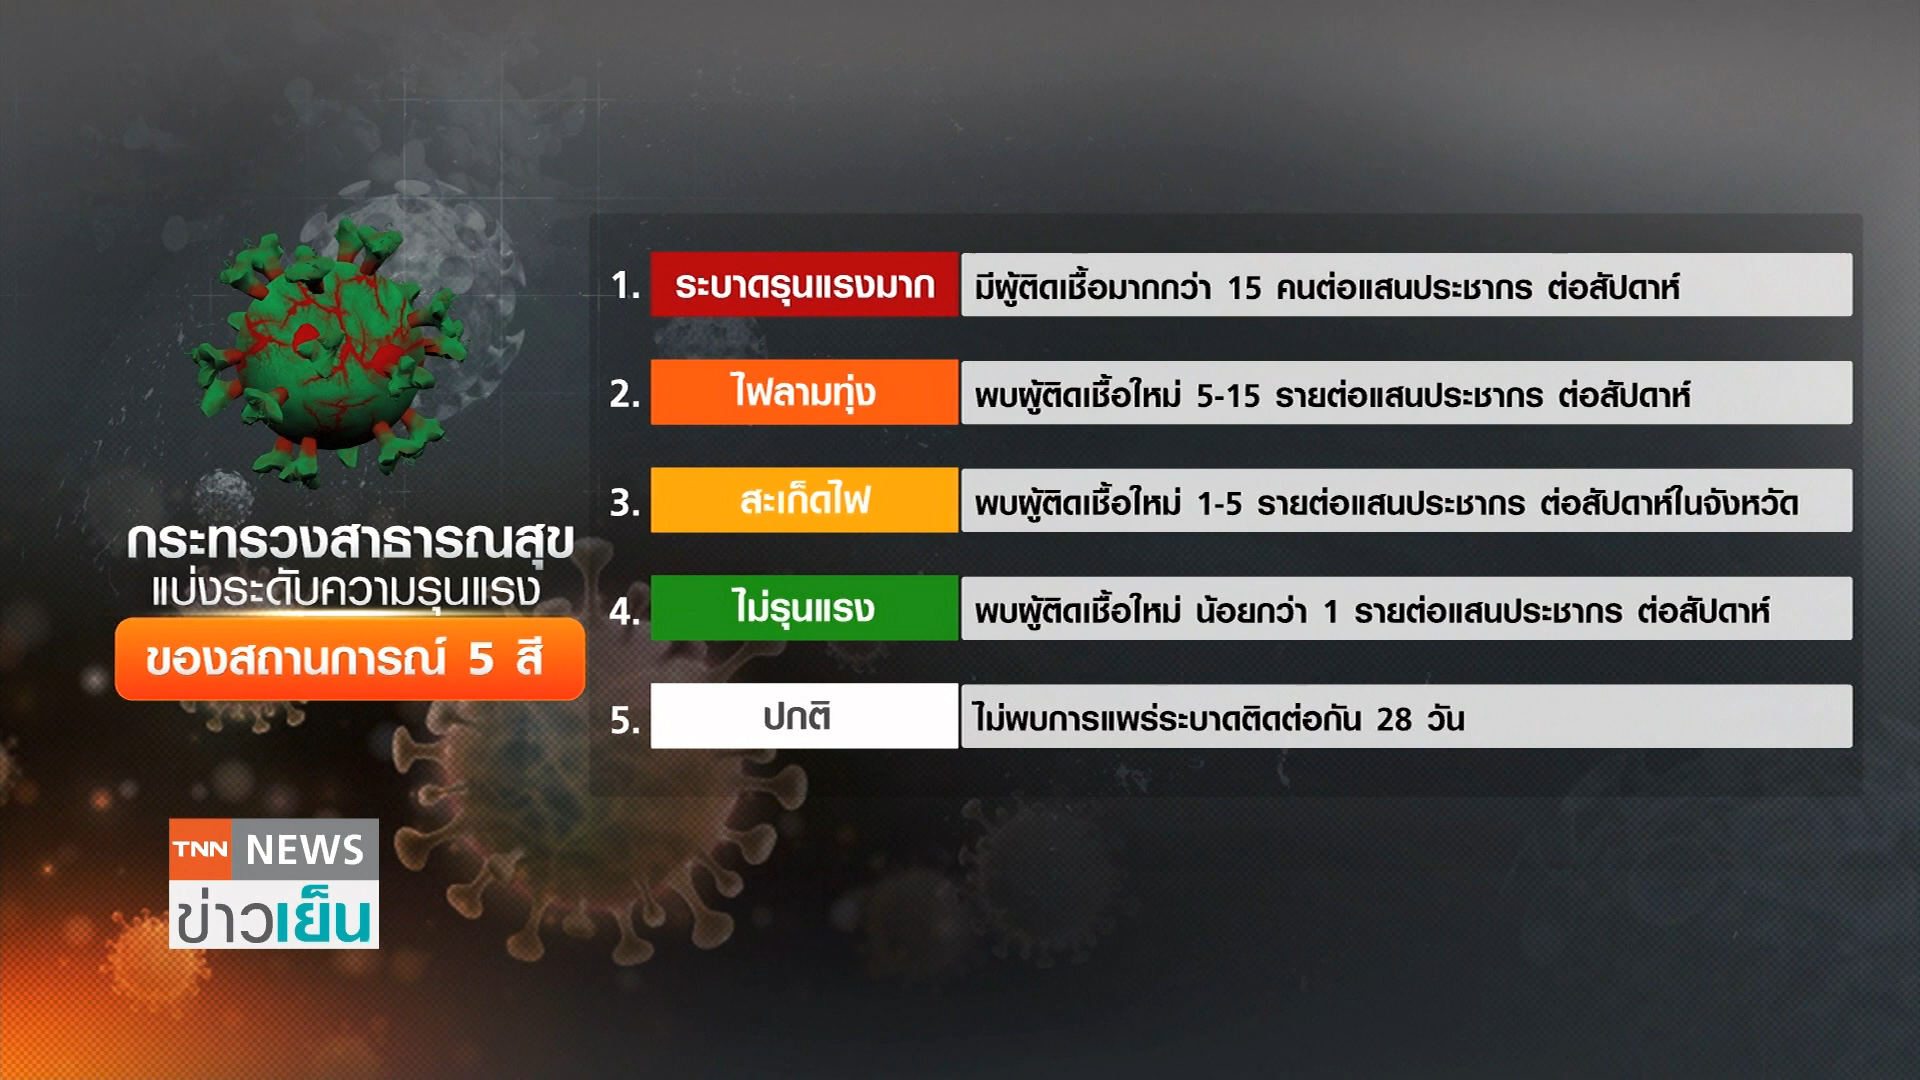 กระทรวงสาธารณสุข
แบ่งระดับความรุนแรง
ของสถานการณ์ 5 สี
1. ระบาดรุนแรงมาก มีผู้ติดเชื้อมากกว่า 15 คนต่อแสนประชากร ต่อสัปดาห์
2. ไฟลามทุ่ง พบผู้ติดเชื้อใหม่ 5-15 รายต่อแสนประชากร ต่อสัปดาห์
3. สะเก็ดไฟ พบผู้ติดเชื้อใหม่ 1-5 รายต่อแสนประชากร ต่อสัปดาห์ในจังหวัด
4. ไม่รุนแรง พบผู้ติดเชื้อใหม่ น้อยกว่า 1 รายต่อแสนประชากร ต่อสัปดาห์
5. ปกติ ไม่พบการแพร่ระบาดติดต่อกัน 28 วัน
TNN NEWS
ข่าวเย็น